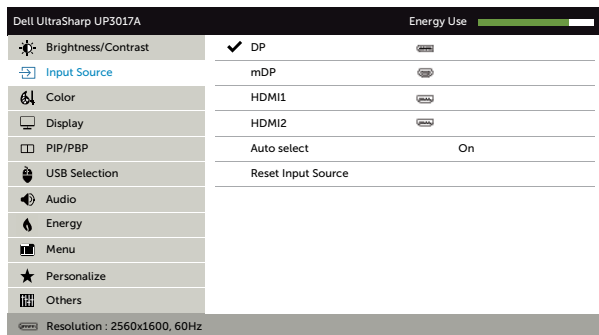 Dell UltraSharp UP3017A Energy Use
Brightness/Contrast DP
Input Source mDP
Color HDMI1
Display HDMI2
PIP/PBP Auto select On
USB Selection Reset Input Source
Audio
Energy
Menu
Personalize
Others
Resolution : 2560x1600, 60Hz